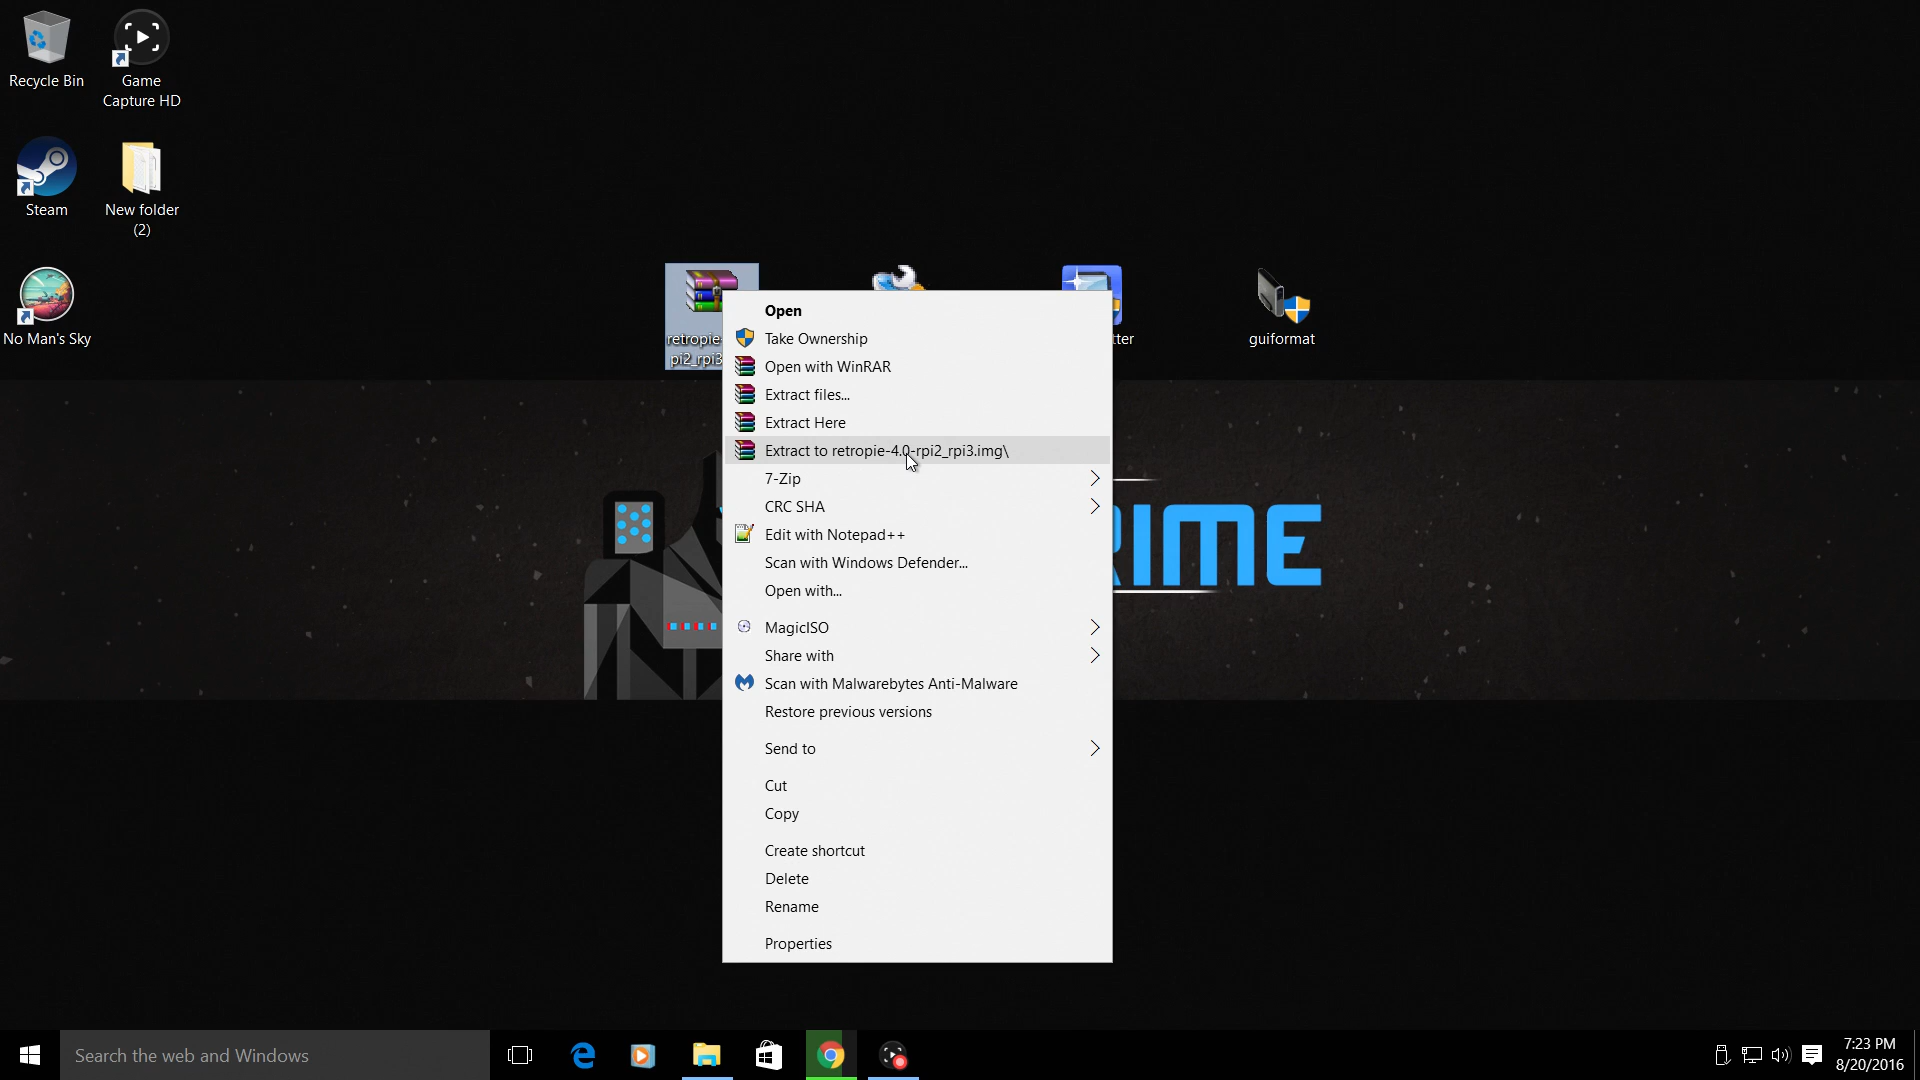 Recycle Bin
Game
Capture HD
Steam
New folder
(2)
No Man's Sky
retropie-
pi2_rpi3
tter
guiformat
Open
Take Ownership
Open with WinRAR
Extract files...
Extract Here
Extract to retropie-4.0-rpi2_rpi3.img\
7-Zip
CRC SHA
Edit with Notepad++
Scan with Windows Defender...
Open with...
MagicISO
Share with
Scan with Malwarebytes Anti-Malware
Restore previous versions
Send to
Cut
Copy
Create shortcut
Delete
Rename
Properties
RIME
Search the web and Windows
7:23 PM
8/20/2016